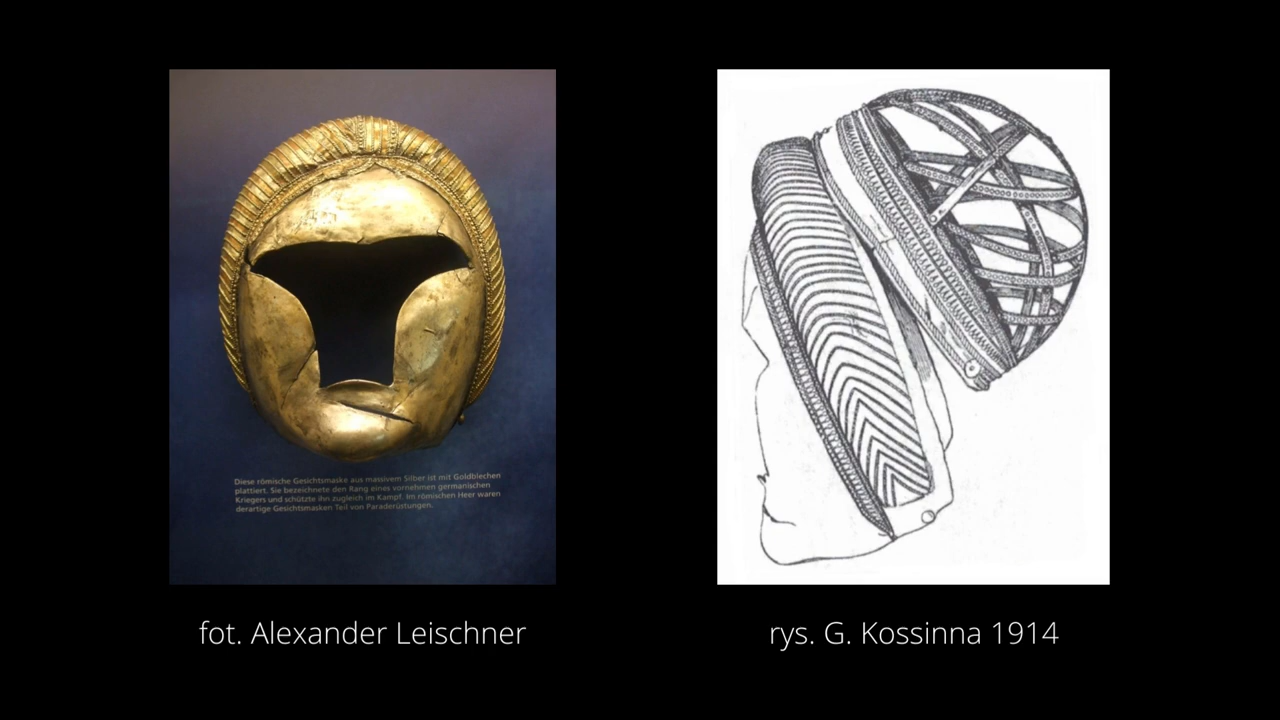 Diese römische Gesichtsmaske aus massivem Silber ist mit Goldblechen
plattiert. Sie bezeichnete den Rang eines vornehmen germanischen
Kriegers und schützte ihn zugleich im Kampf. Im römischen Heer waren
derartige Gesichtsmasken Teil von Paraderüstungen.
fot. Alexander Leischner
rys. G. Kossinna 1914